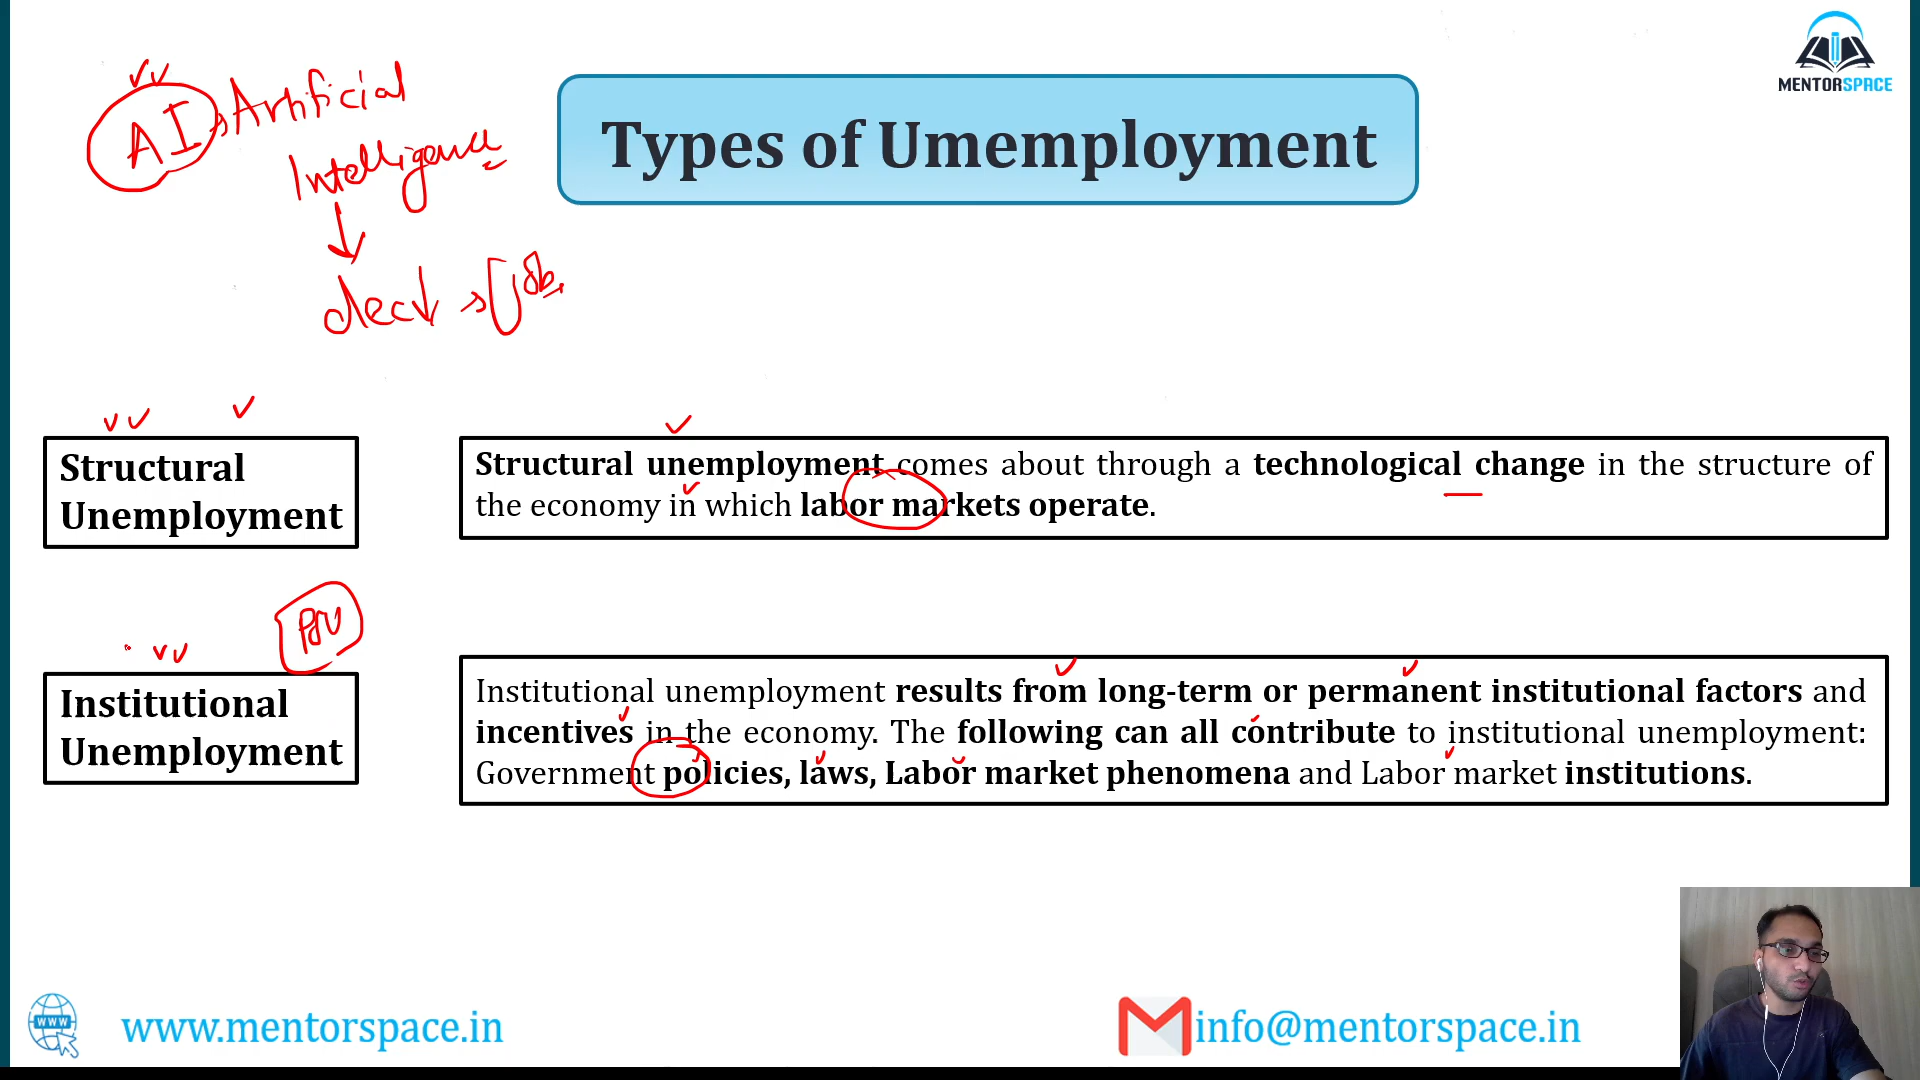 MENTORSPACE
AI Artificial
Intelligence
Types of Umemployment
Job
Structural
Unemployment
Structural unemployment comes about through a technological change in the structure of
the economy in which labor markets operate.
Institutional
Unemployment
Institutional unemployment results from long-term or permanent institutional factors and
incentives in the economy. The following can all contribute to institutional unemployment:
Government policies, laws, Labor market phenomena and Labor market institutions.
www
www.mentorspace.in
info@mentorspace.in